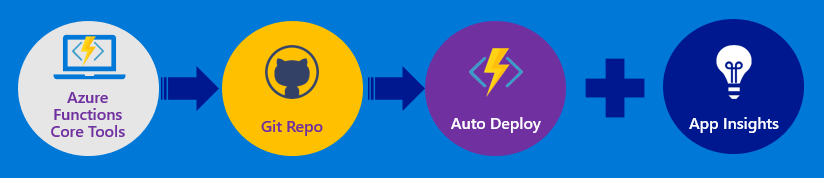 Azure
Functions
Core Tools
Git Repo
Auto Deploy
App Insights